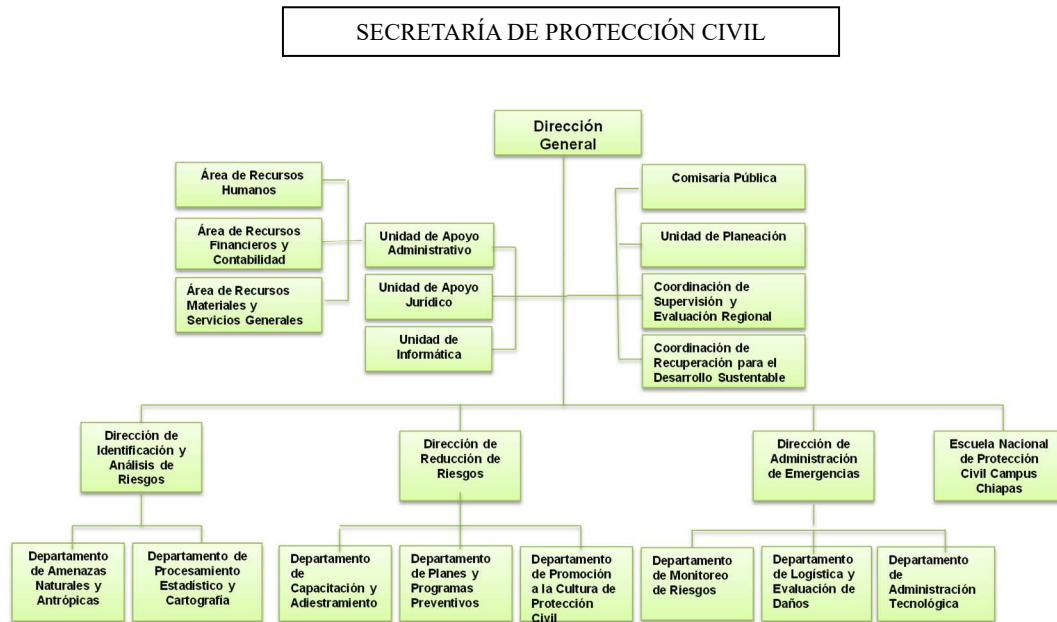 SECRETARÍA DE PROTECCIÓN CIVIL
Dirección
General
Área de Recursos
Humanos
Área de Recursos
Financieros y
Contabilidad
Área de Recursos
Materiales y
Servicios Generales
Unidad de Apoyo
Administrativo
Unidad de Apoyo
Jurídico
Unidad de
Informática
Comisaría Pública
Unidad de Planeación
Coordinación de
Supervisión y
Evaluación Regional
Coordinación de
Recuperación para el
Desarrollo Sustentable
Dirección de
Identificación y
Análisis de
Riesgos
Dirección de
Reducción de
Riesgos
Dirección de
Administración
de Emergencias
Escuela Nacional
de Protección
Civil Campus
Chiapas
Departamento
de Amenazas
Naturales y
Antrópicas
Departamento de
Procesamiento
Estadístico y
Cartografía
Departamento
de
Capacitación y
Adiestramiento
Departamento
de Planes y
Programas
Preventivos
Departamento
de Promoción
a la Cultura de
Protección
Civil
Departamento
de Monitoreo
de Riesgos
Departamento
de Logística y
Evaluación de
Daños
Departamento
de
Administración
Tecnológica